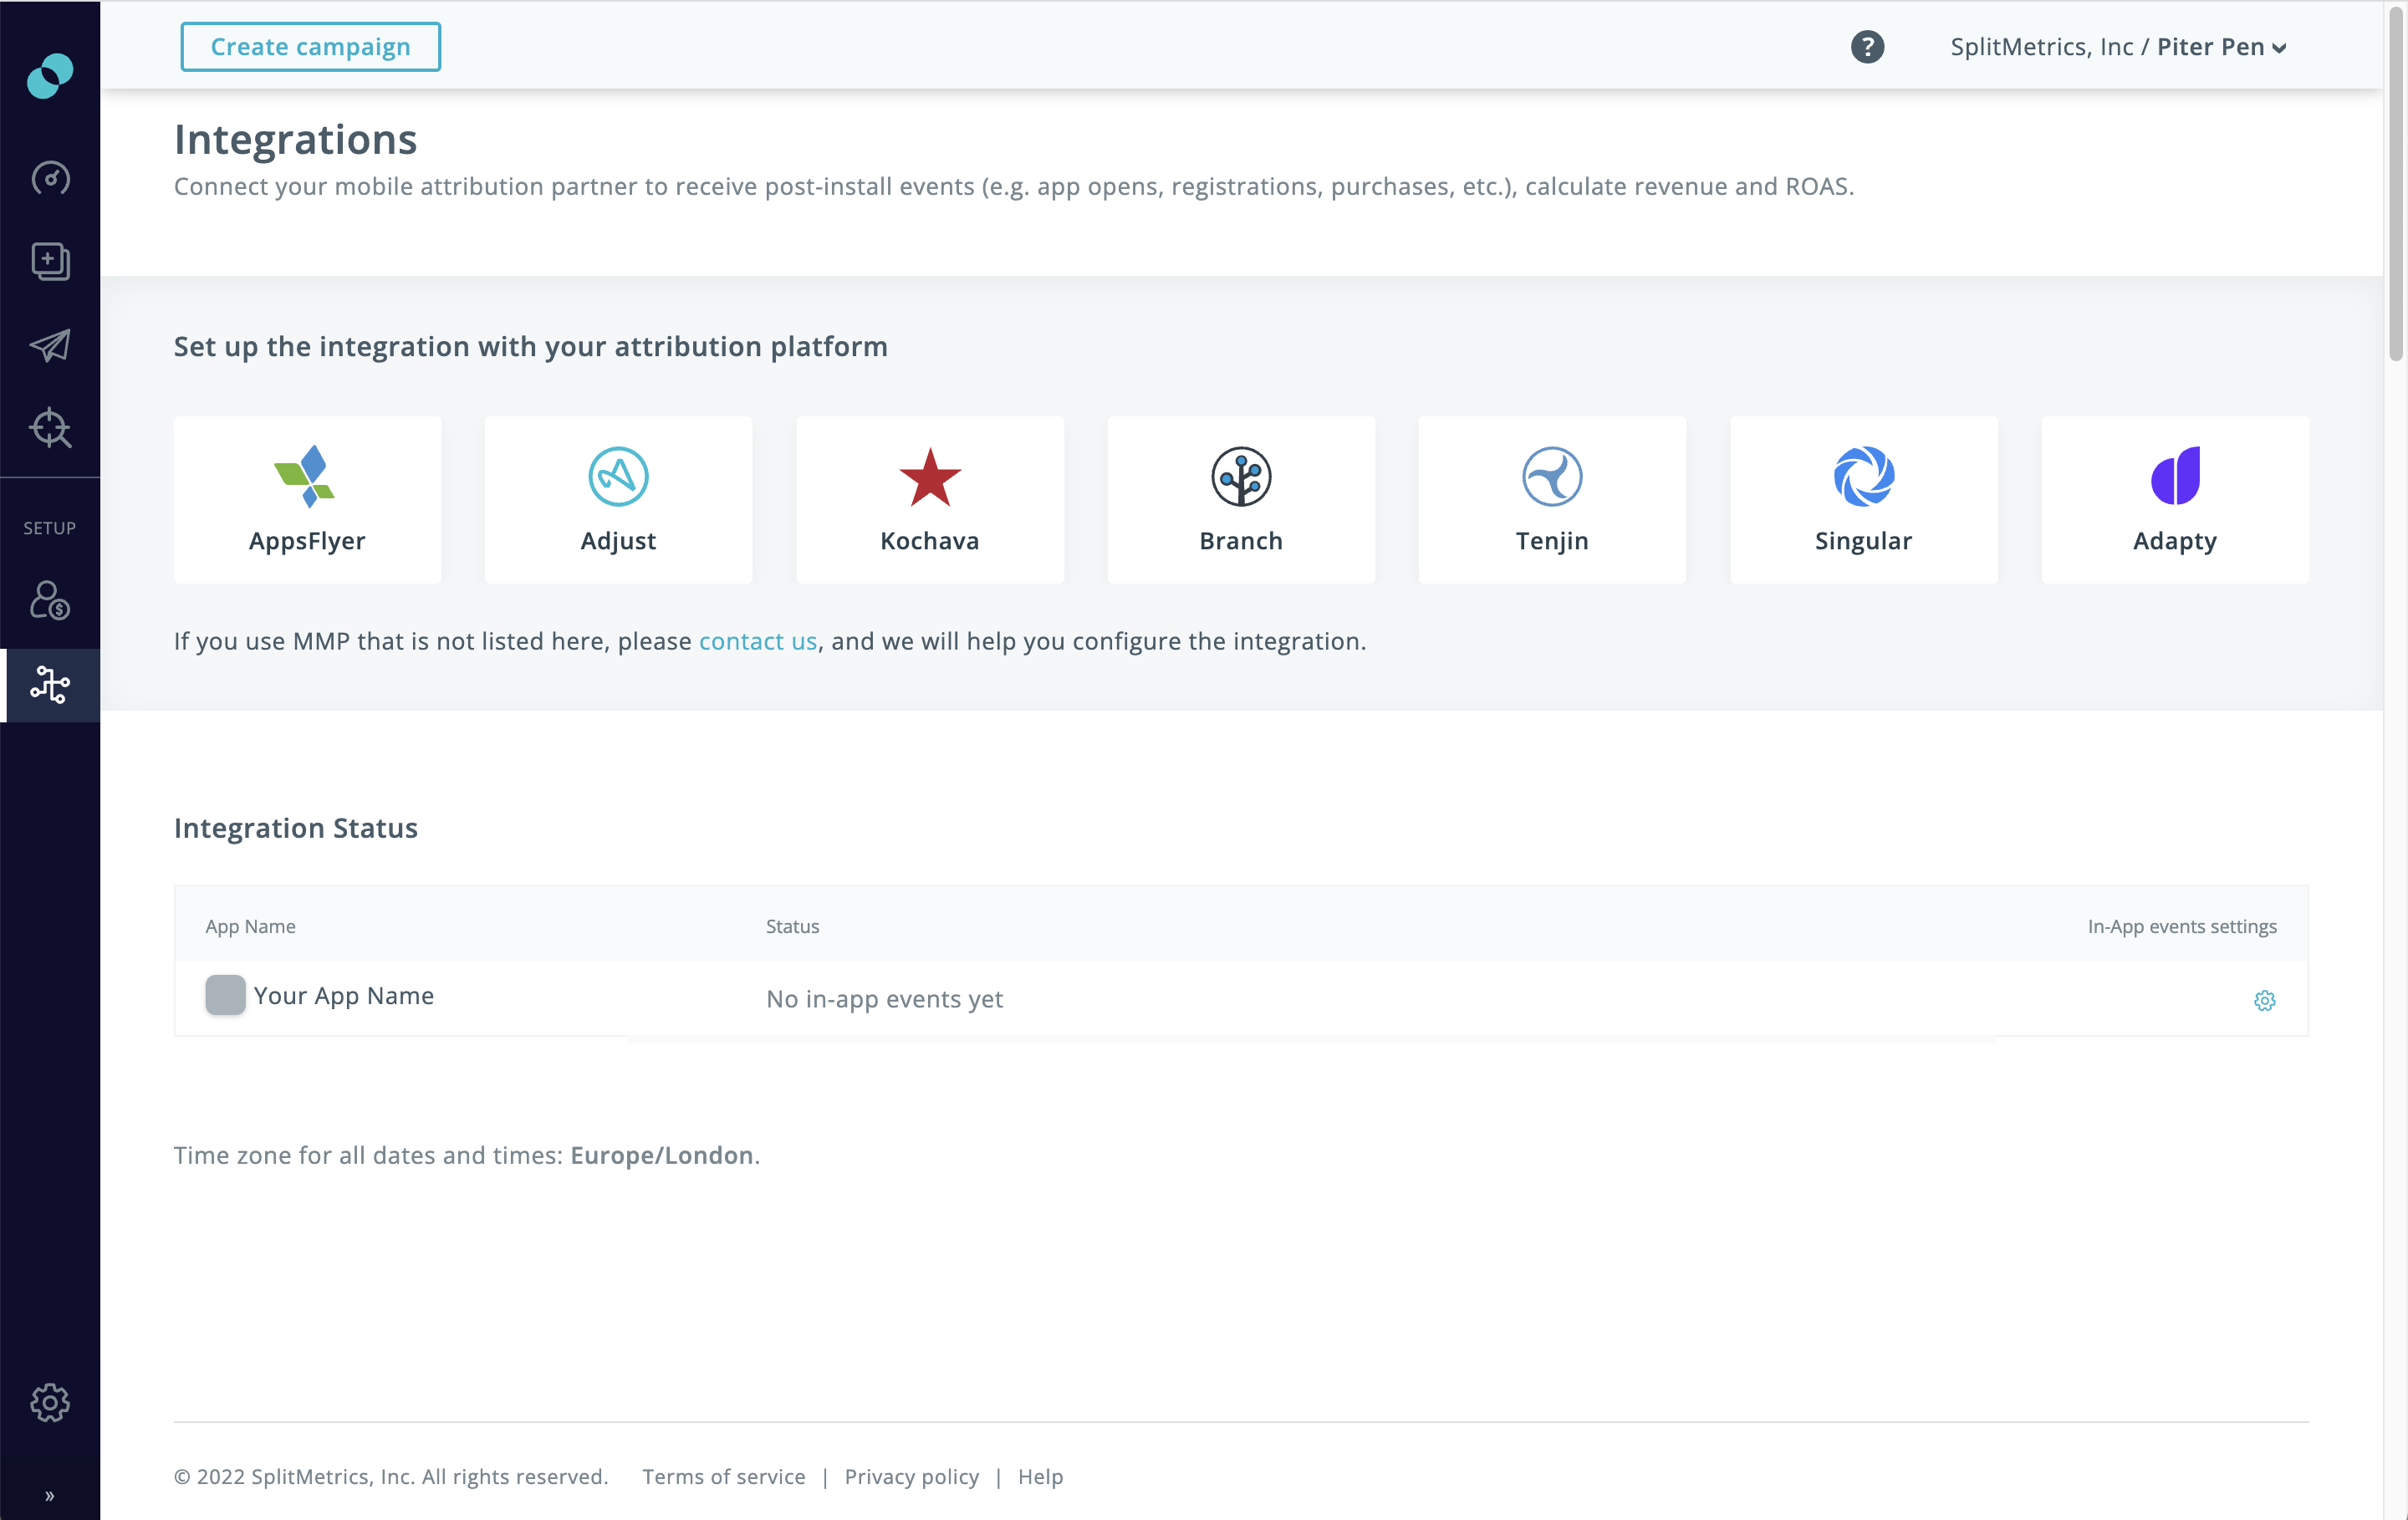 Create campaign
?
SplitMetrics, Inc / Piter Pen
Integrations
Connect your mobile attribution partner to receive post-install events (e.g. app opens, registrations, purchases, etc.), calculate revenue and ROAS.
Set up the integration with your attribution platform
AppsFlyer
Adjust
Kochava
Branch
Tenjin
Singular
Adapty
SETUP
$
If you use MMP that is not listed here, please contact us, and we will help you configure the integration.
Integration Status
App Name
Status
In-App events settings
Your App Name
No in-app events yet
Time zone for all dates and times: Europe/London.
© 2022 SplitMetrics, Inc. All rights reserved.
Terms of service | Privacy policy | Help
»